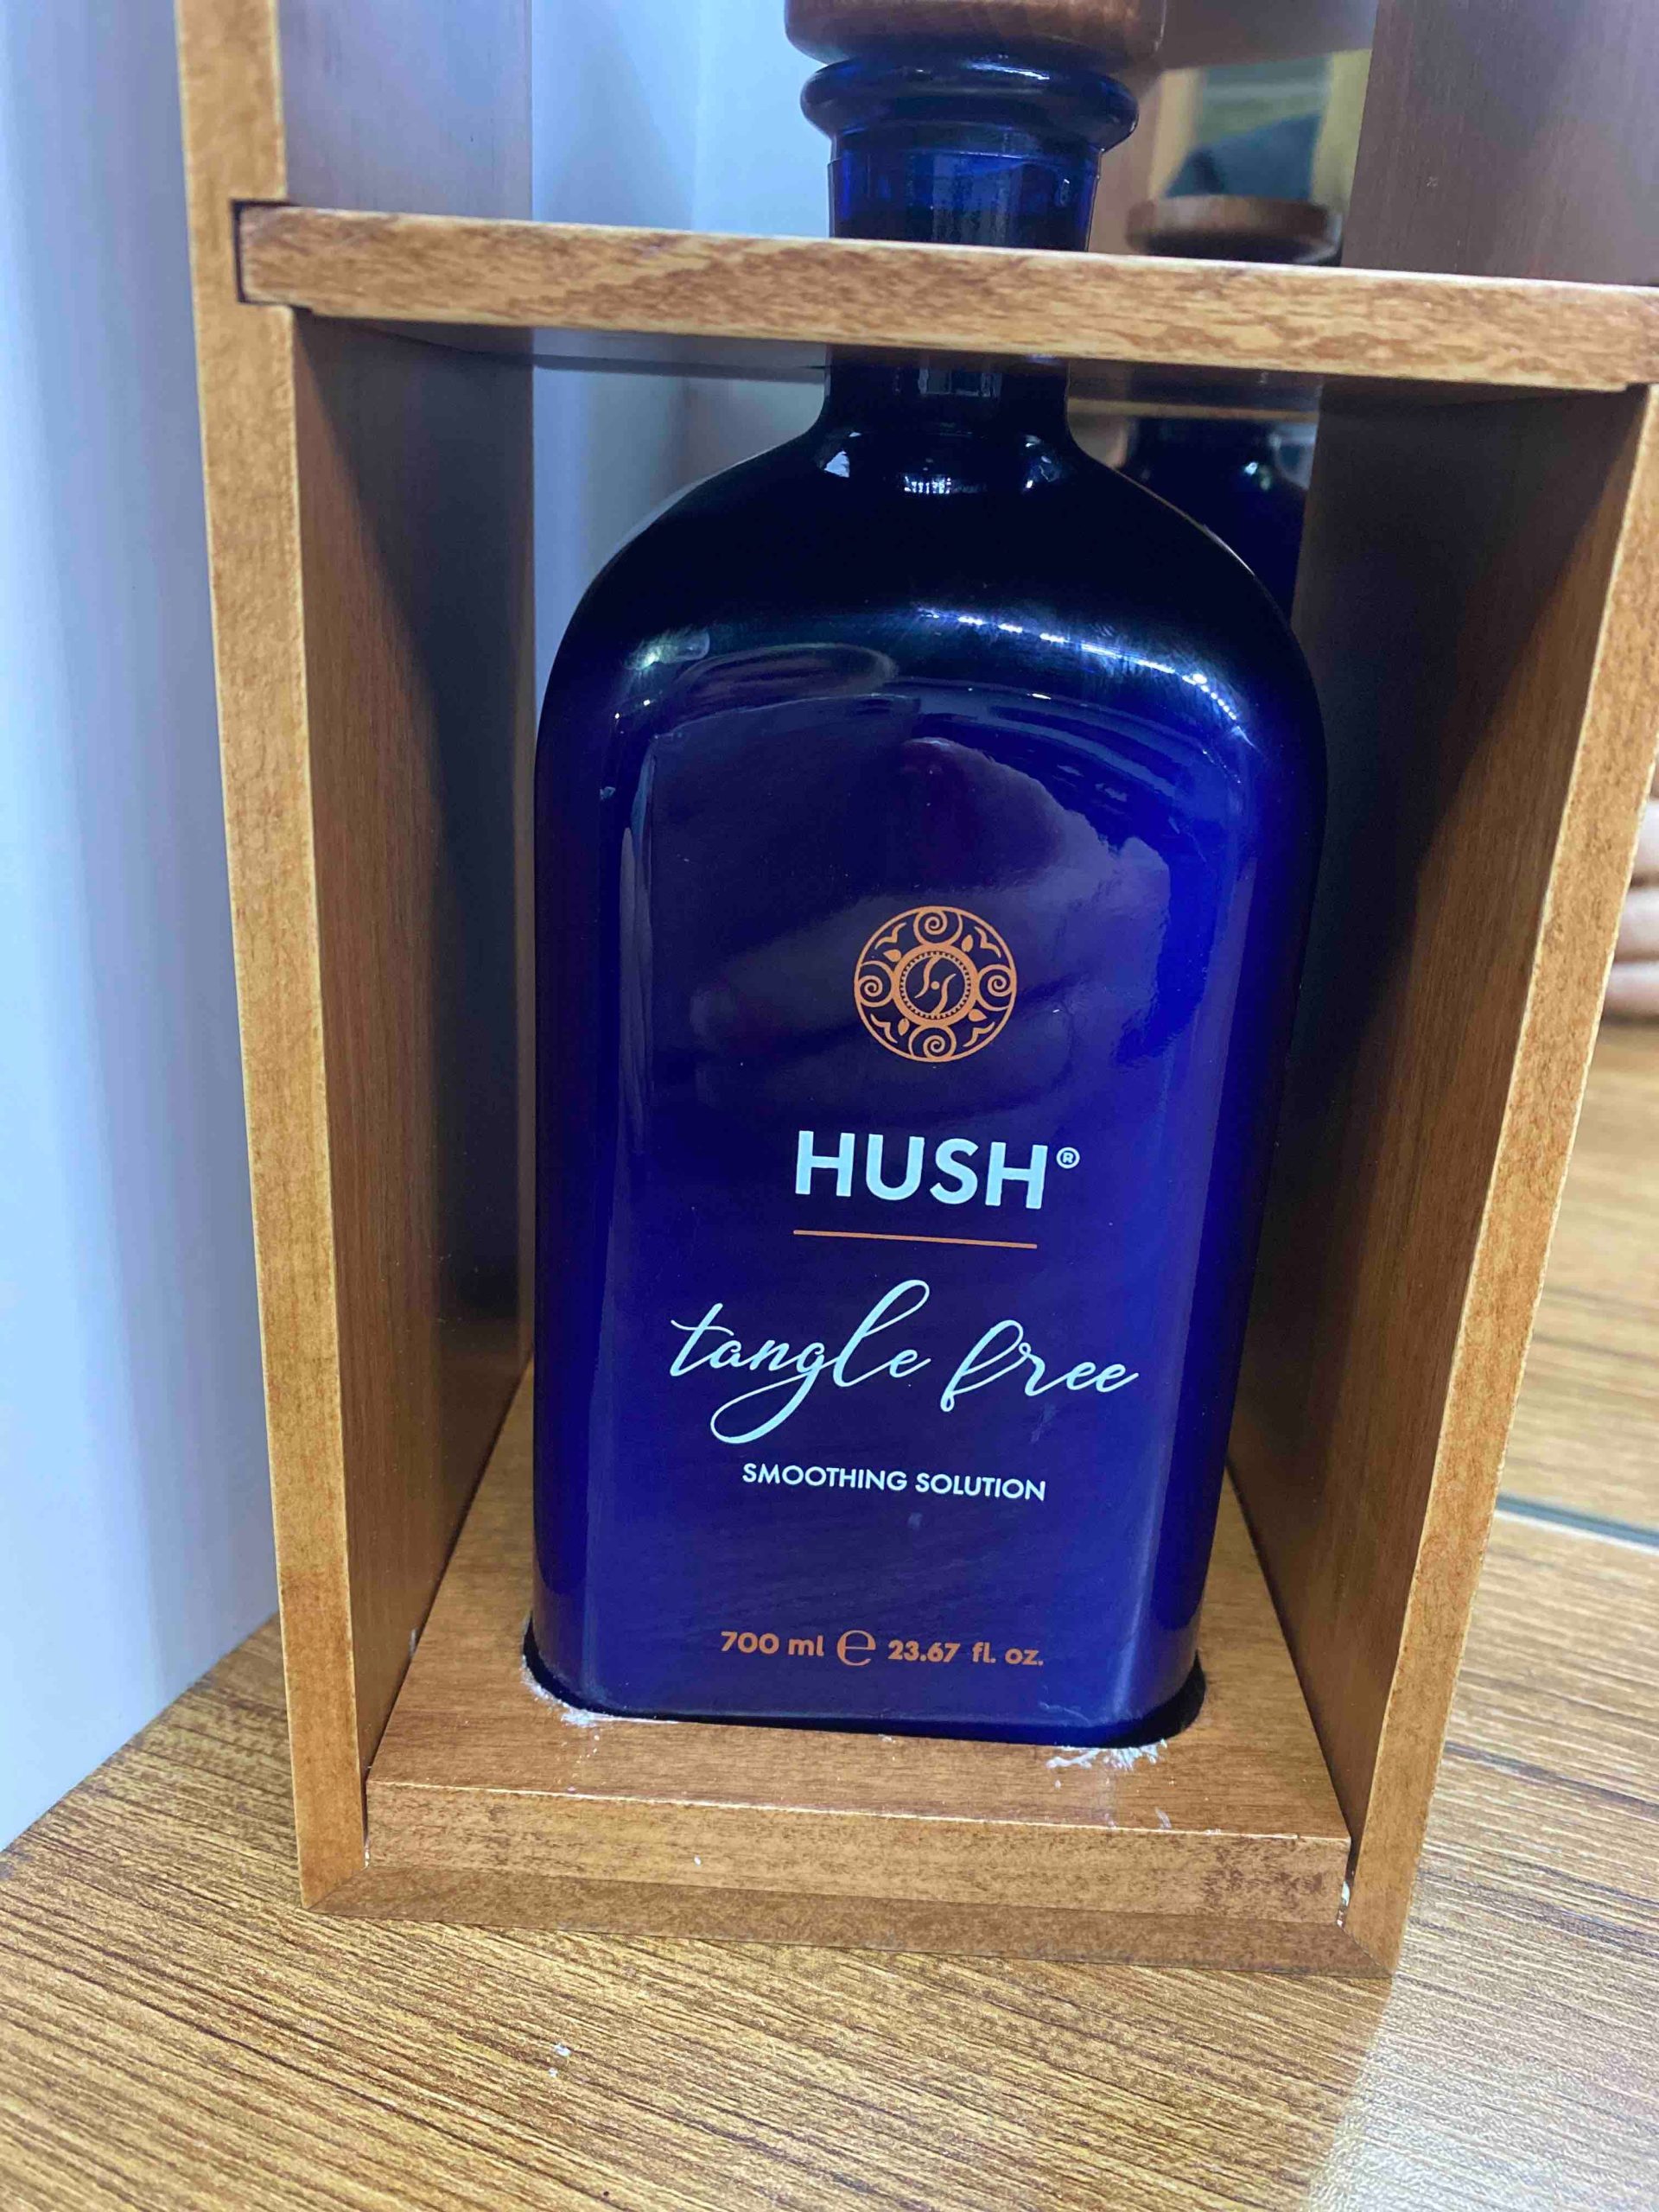 HUSH®
tangle free
SMOOTHING SOLUTION
700 ml ℮ 23.67 fl. oz.